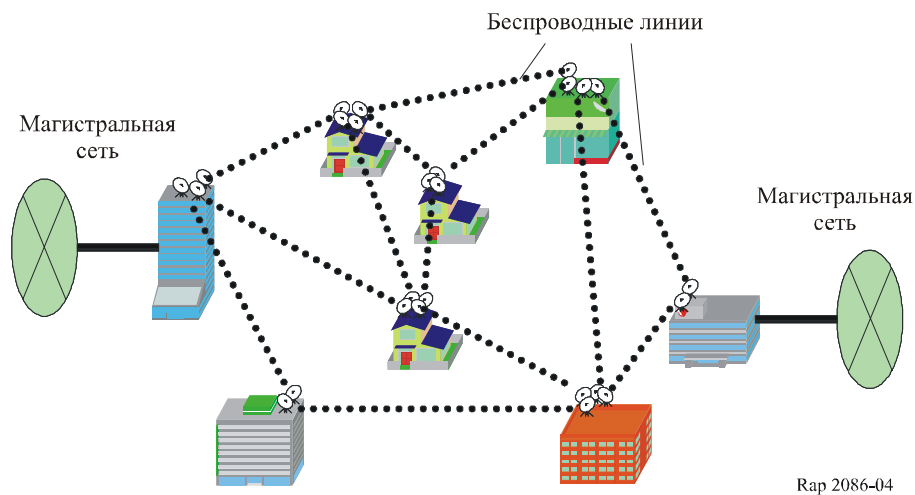 Беспроводные линии
Магистральная
сеть
Магистральная
сеть
Rap 2086-04